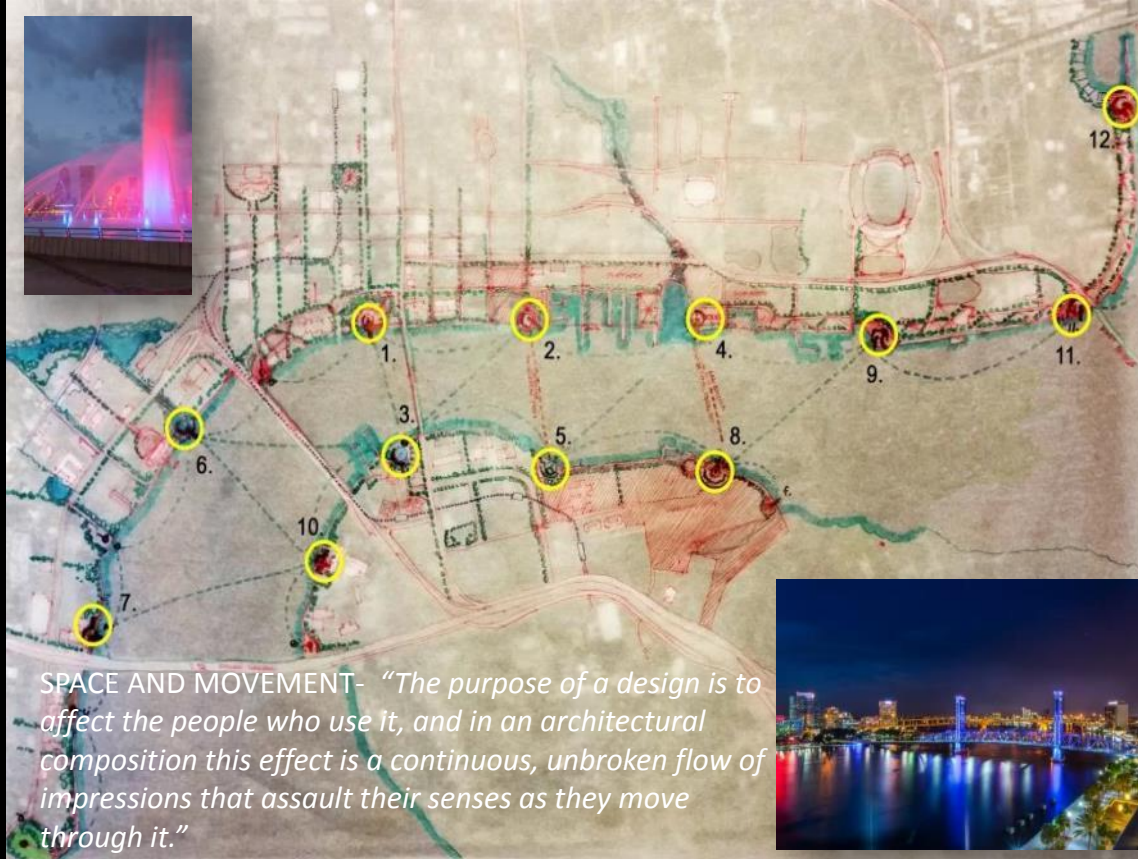 12.
1.
2.
4.
9.
11.
3.
5.
8.
6.
10.
7.
SPACE AND MOVEMENT- “The purpose of a design is to
affect the people who use it, and in an architectural
composition this effect is a continuous, unbroken flow of
impressions that assault their senses as they move
through it.”